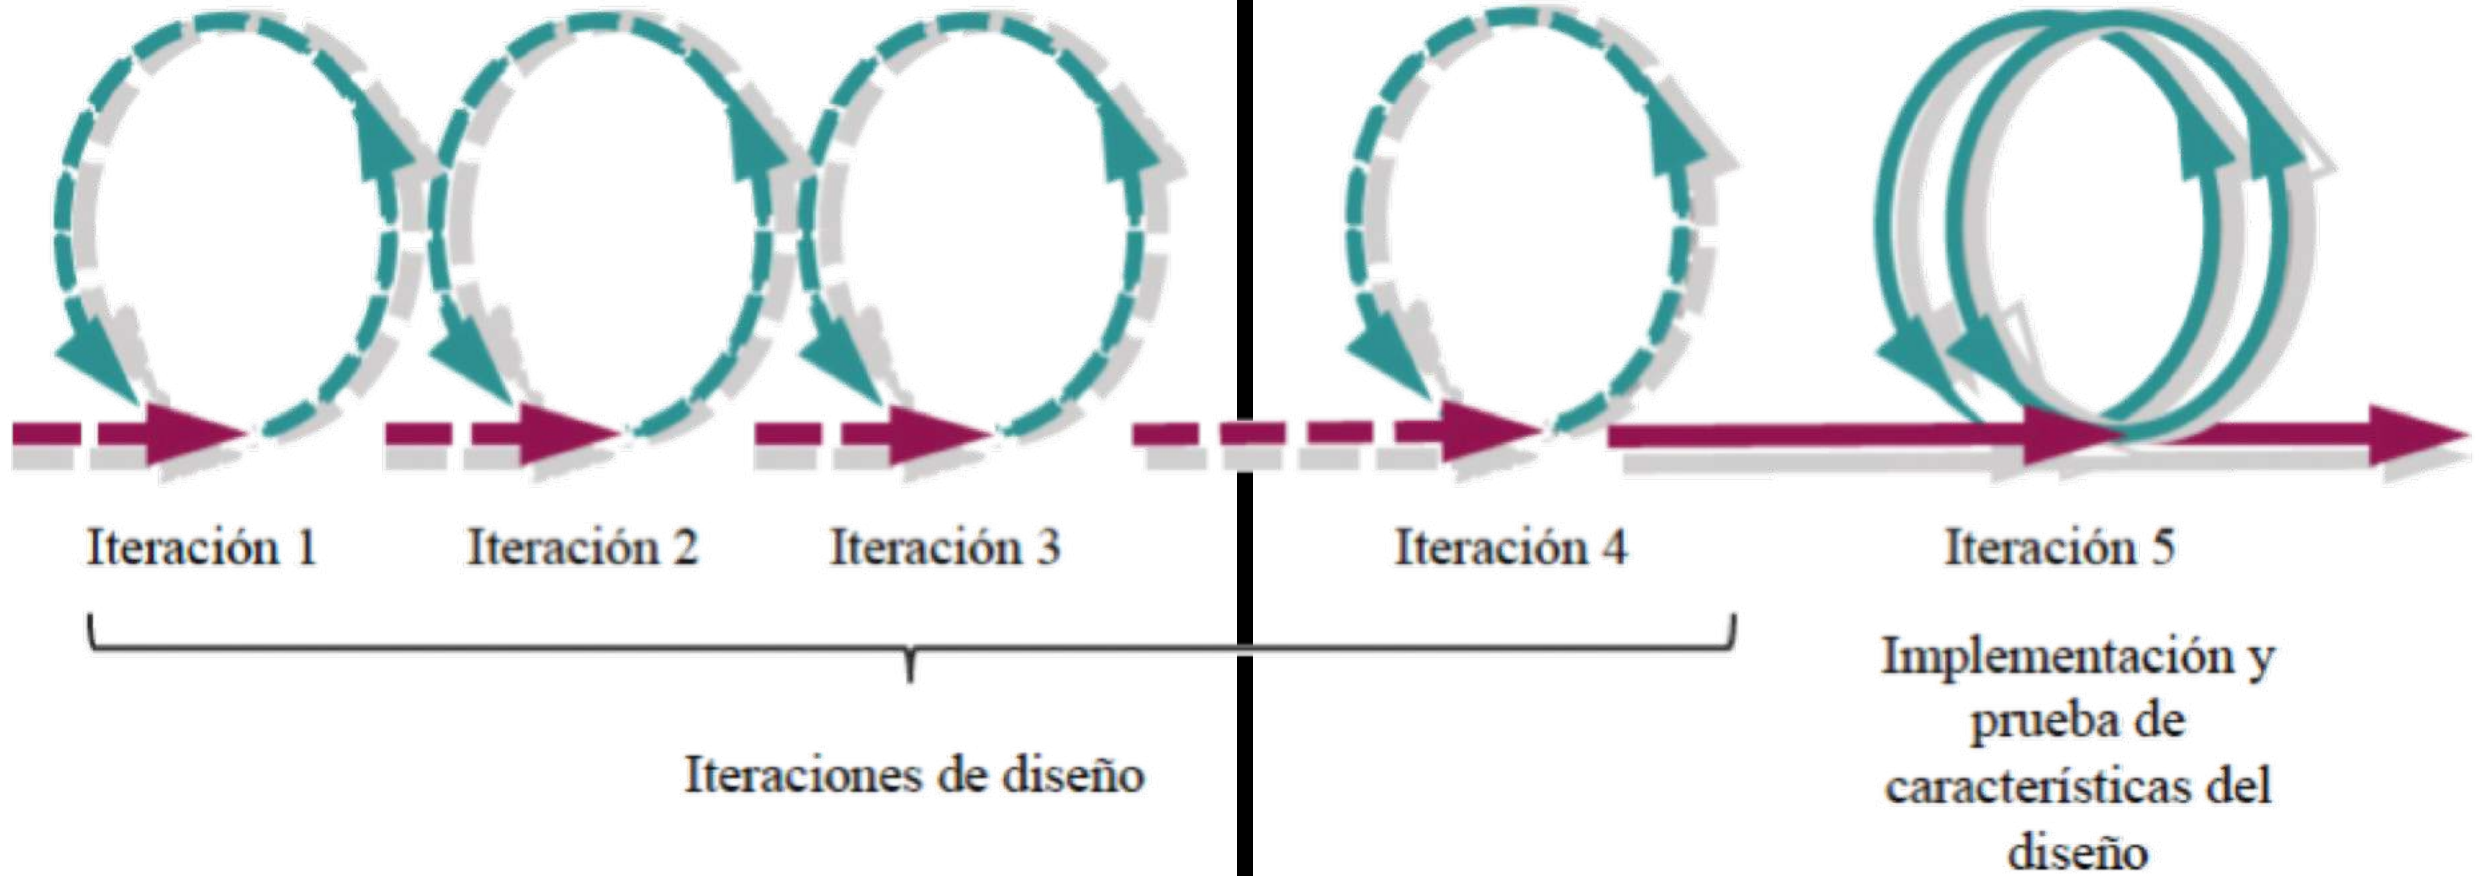 Iteración 1
Iteración 2
Iteración 3
Iteración 4
Iteración 5
Iteraciones de diseño
Implementación y
prueba de
características del
diseño